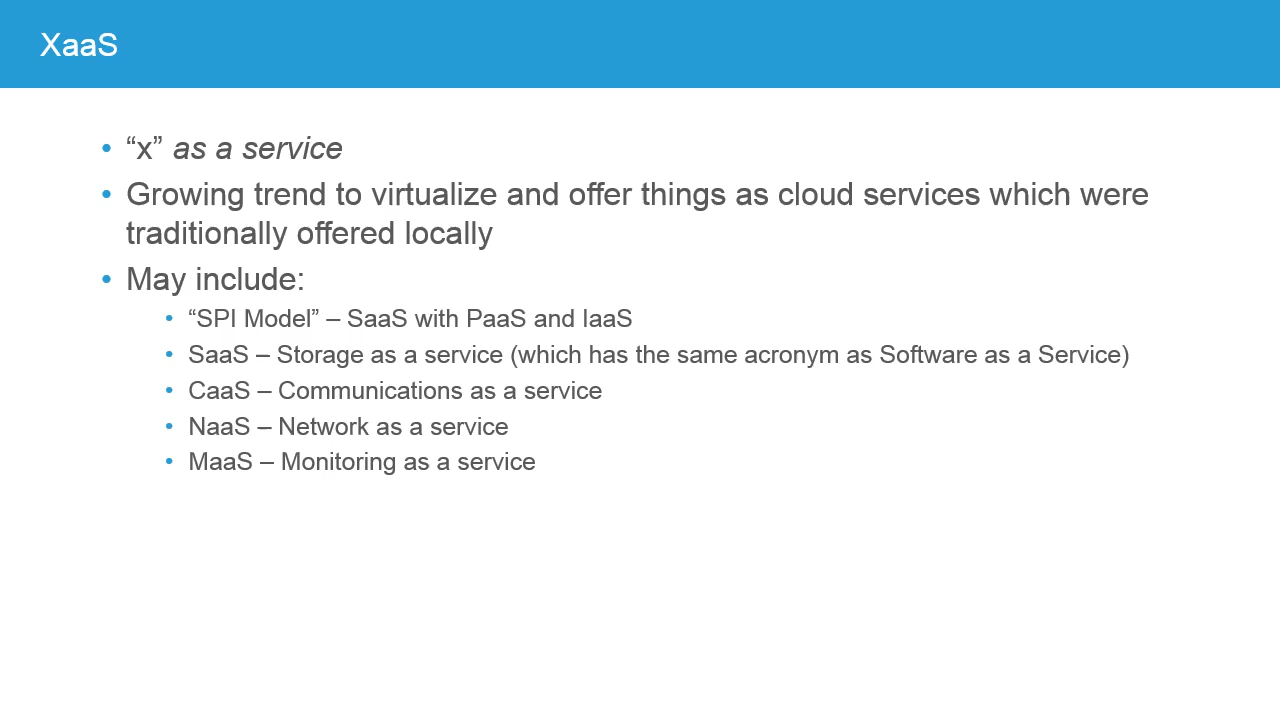 XaaS
• “x” as a service
• Growing trend to virtualize and offer things as cloud services which were
traditionally offered locally
• May include:
• “SPI Model” – SaaS with PaaS and IaaS
• SaaS – Storage as a service (which has the same acronym as Software as a Service)
• CaaS – Communications as a service
• NaaS – Network as a service
• MaaS – Monitoring as a service